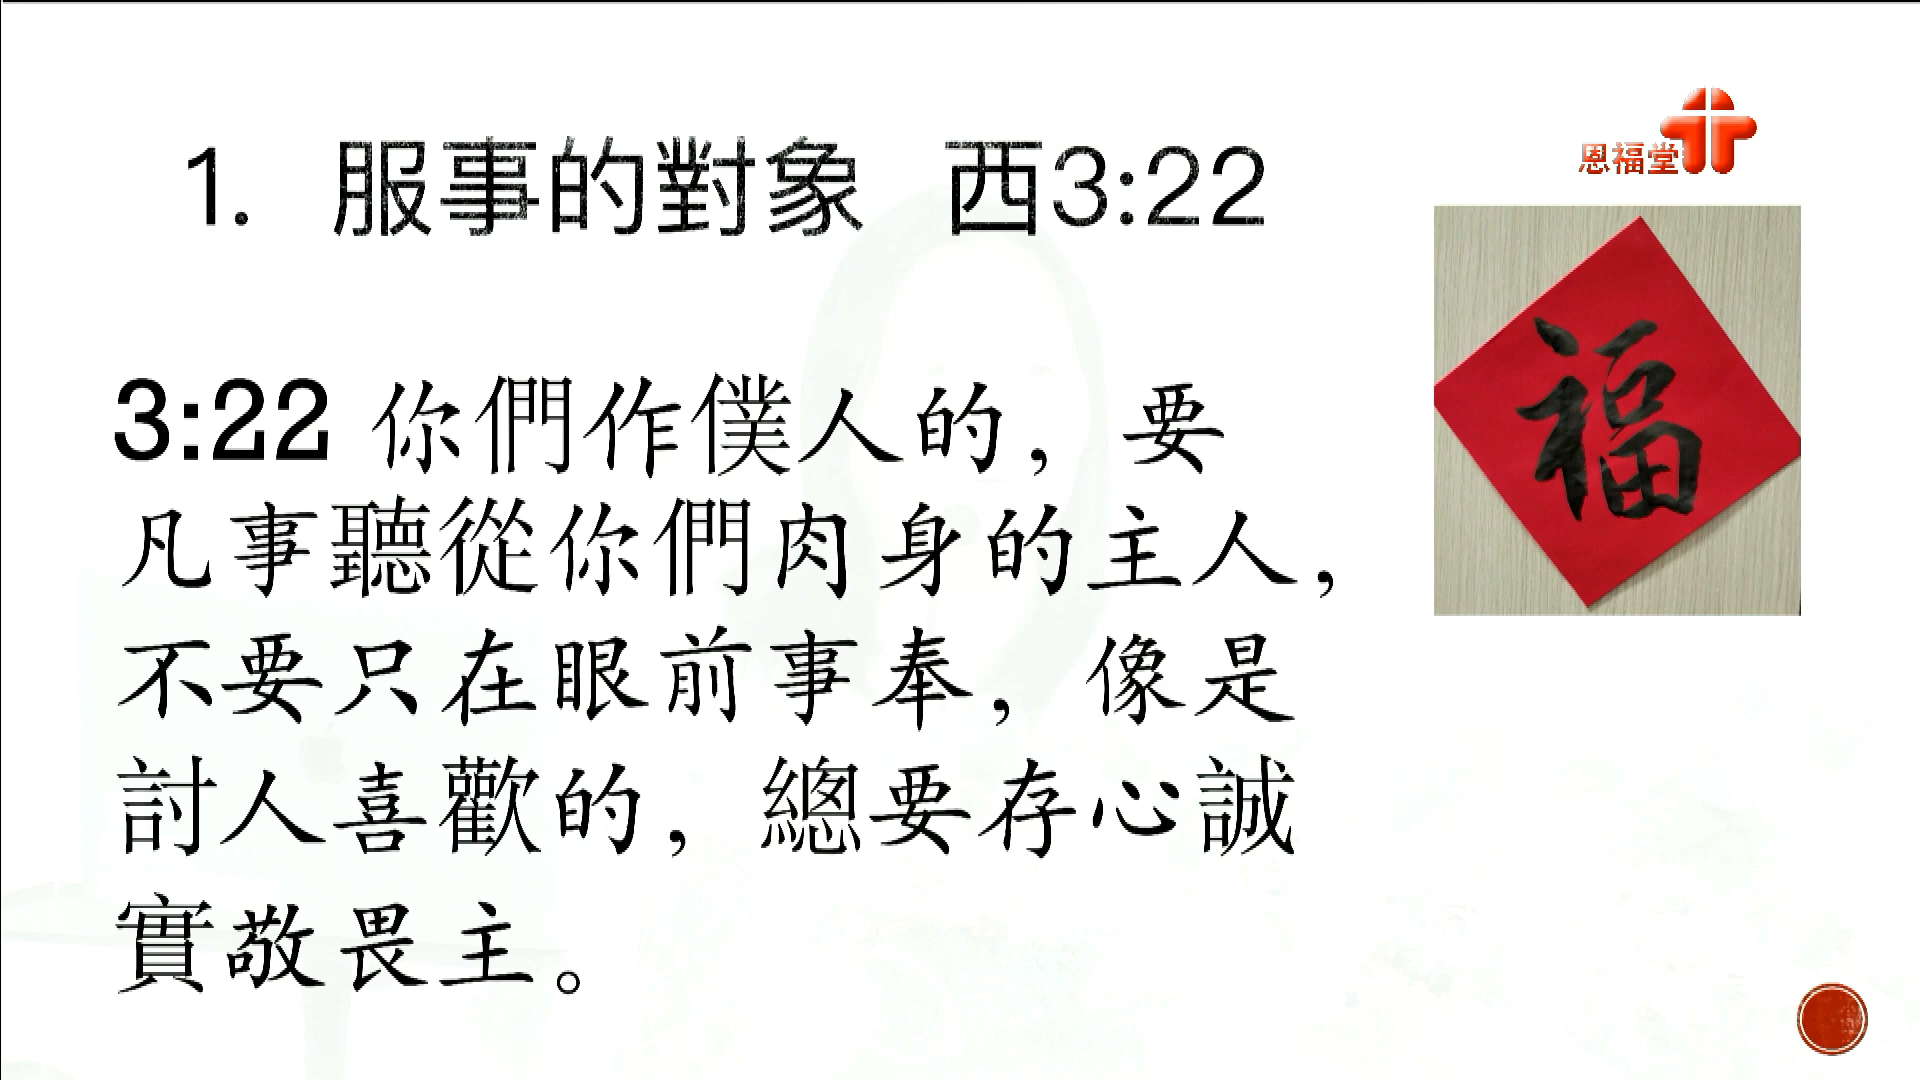 1. 服事的對象 西3:22
恩福堂
福
3:22 你們作僕人的，要
凡事聽從你們肉身的主人，
不要只在眼前事奉，像是
討人喜歡的，總要存心誠
實敬畏主。